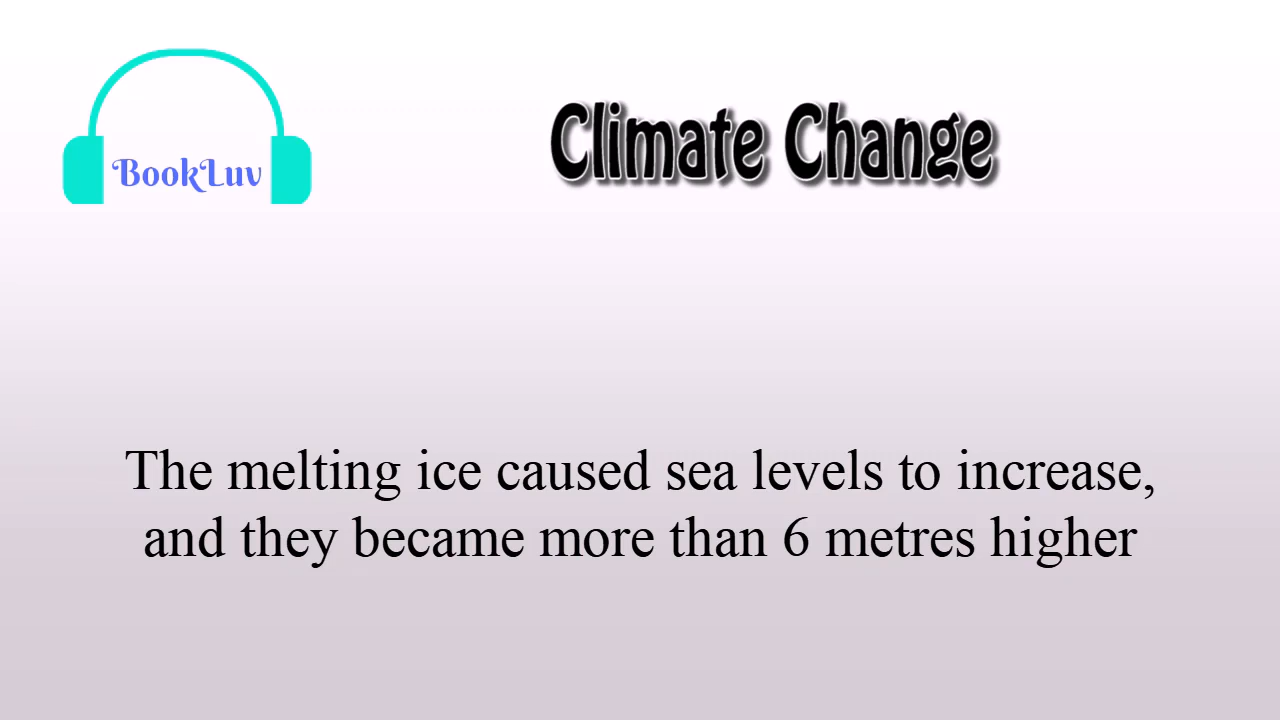 BookLuv
Climate Change
The melting ice caused sea levels to increase,
and they became more than 6 metres higher